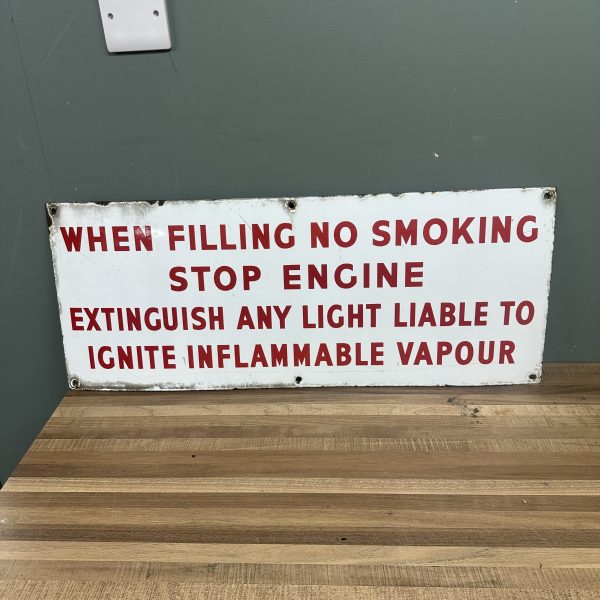 WHEN FILLING NO SMOKING
STOP ENGINE
EXTINGUISH ANY LIGHT LIABLE TO
IGNITE INFLAMMABLE VAPOUR